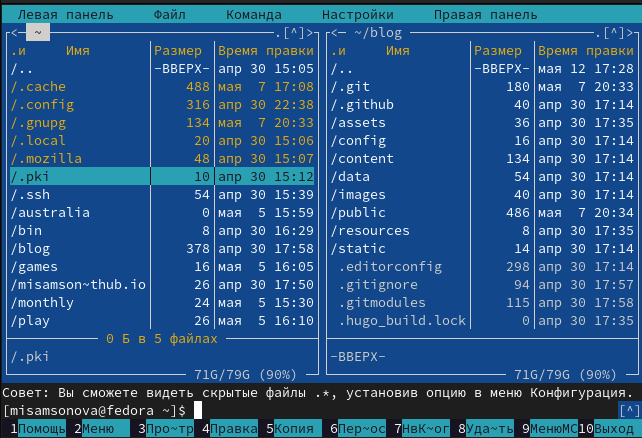 Левая панель Файл Команда Настройки Правая панель
<- ~ .[^]> <- ~/blog .[^]>
.и Имя Размер Время правки .и Имя Размер Время правки
/.. -ВВЕРХ- апр 30 15:05 /.. -ВВЕРХ- мая 12 17:28
/.cache 488 мая 7 17:08 /.git 180 мая 7 20:33
/.config 316 апр 30 22:38 /.github 40 апр 30 17:14
/.gnupg 134 мая 7 20:33 /assets 36 апр 30 17:35
/.local 20 апр 30 15:06 /config 16 апр 30 17:14
/.mozilla 48 апр 30 15:07 /content 134 апр 30 17:14
/.pki 10 апр 30 15:12 /data 54 апр 30 17:14
/.ssh 54 апр 30 15:39 /images 40 апр 30 17:14
/australia 0 мая 5 15:59 /public 486 мая 7 20:34
/bin 8 апр 30 16:29 /resources 8 апр 30 17:35
/blog 378 апр 30 17:58 /static 14 апр 30 17:14
/games 16 мая 5 16:05 .editorconfig 298 апр 30 17:14
/misamson~thub.io 26 апр 30 17:50 .gitignore 94 апр 30 17:57
/monthly 24 мая 5 15:30 .gitmodules 115 апр 30 17:58
/play 26 мая 5 16:10 .hugo_build.lock 0 апр 30 17:35
0 Б в 5 файлах
/.pki -ВВЕРХ-
71G/79G (90%) 71G/79G (90%)
Совет: Вы сможете видеть скрытые файлы .*, установив опцию в меню Конфигурация.
[misamsonova@fedora ~]$ [^]
1Помощь 2Меню 3Про~тр 4Правка 5Копия 6Пер~ос 7НвК~ог 8Уда~ть 9МенюMC 10Выход